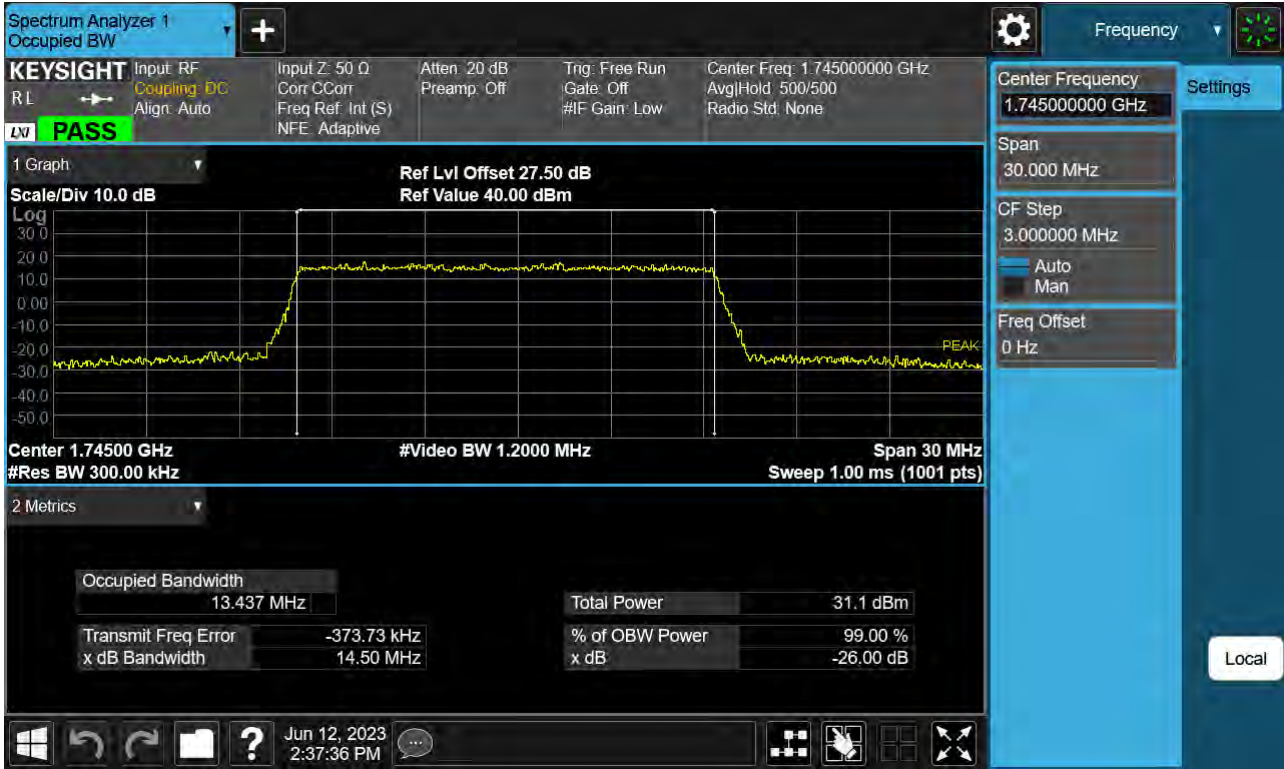 Spectrum Analyzer 1
Occupied BW
+
Frequency
KEYSIGHT
RL
LXI
PASS
Input: RF
Coupling: DC
Align: Auto
Input Z: 50 Ω
Corr CCorr
Freq Ref: Int (S)
NFE: Adaptive
Atten: 20 dB
Preamp: Off
Trig: Free Run
Gate: Off
#IF Gain: Low
Center Freq: 1.745000000 GHz
Avg|Hold: 500/500
Radio Std: None
1 Graph
Scale/Div 10.0 dB
Ref Lvl Offset 27.50 dB
Ref Value 40.00 dBm
Log
30.0
20.0
10.0
0.00
-10.0
-20.0
-30.0
-40.0
-50.0
PEAK
Center 1.74500 GHz
#Video BW 1.2000 MHz
Span 30 MHz
#Res BW 300.00 kHz
Sweep 1.00 ms (1001 pts)
2 Metrics
Occupied Bandwidth
13.437 MHz
Total Power 31.1 dBm
Transmit Freq Error -373.73 kHz
% of OBW Power 99.00 %
x dB Bandwidth 14.50 MHz
x dB -26.00 dB
Center Frequency
1.745000000 GHz
Settings
Span
30.000 MHz
CF Step
3.000000 MHz
Auto
Man
Freq Offset
0 Hz
Local
?
Jun 12, 2023
2:37:36 PM